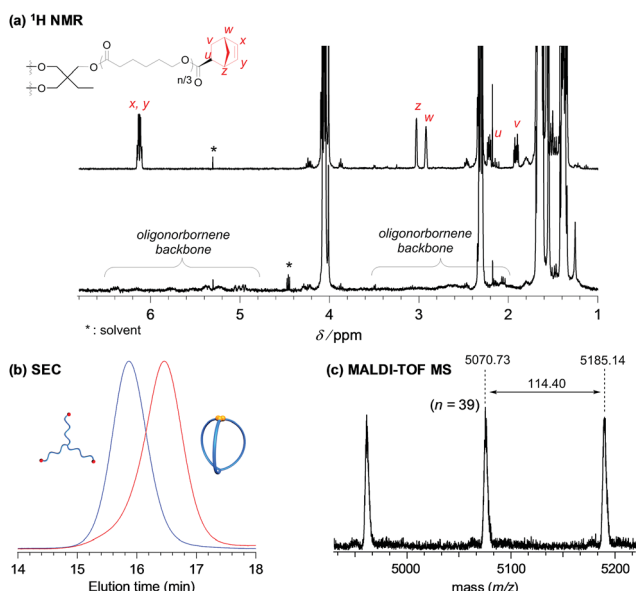 (a) ¹H NMR
O
O
O
O
n/3
O
v
w
x
u
z
y
x, y
*
z
w
u
v
oligonorbornene
backbone
*
oligonorbornene
backbone
6
5
4
3
2
1
* : solvent
δ / ppm
(b) SEC
14
15
16
17
18
Elution time (min)
(c) MALDI-TOF MS
5070.73
5185.14
114.40
(n = 39)
5000
5100
5200
mass (m/z)